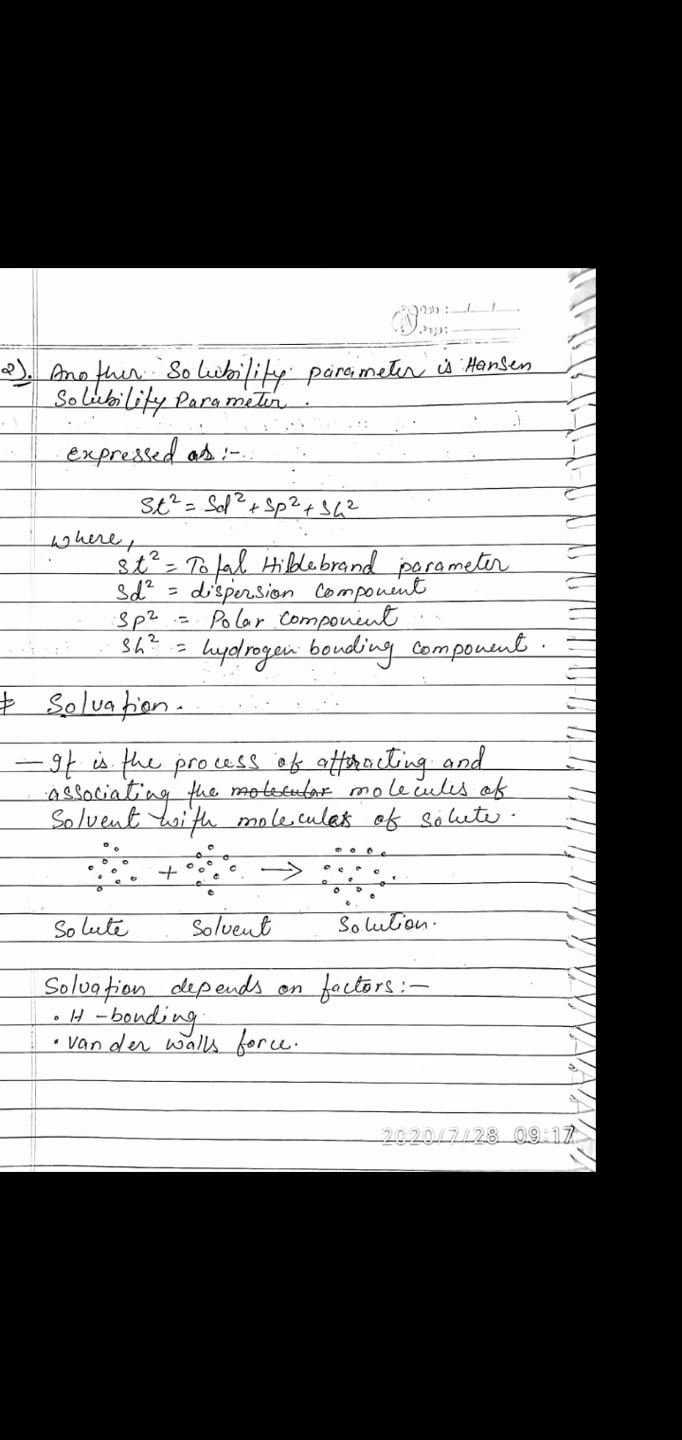 Date: / /
Page:
2). Another Solubility parameter is Hansen
Solubility Parameter.
expressed as :-
St² = Sd² + Sp² + Sh²
where,
St² = Total Hildebrand parameter
Sd² = dispersion component
Sp² = Polar component
Sh² = hydrogen bonding component.
Solvation.
— It is the process of attracting and
associating the molecular molecules of
Solvent with molecules of solute.
+ →
Solute Solvent Solution.
Solvation depends on factors :-
• H-bonding
• Van der walls force.
2020/7/28 09:17